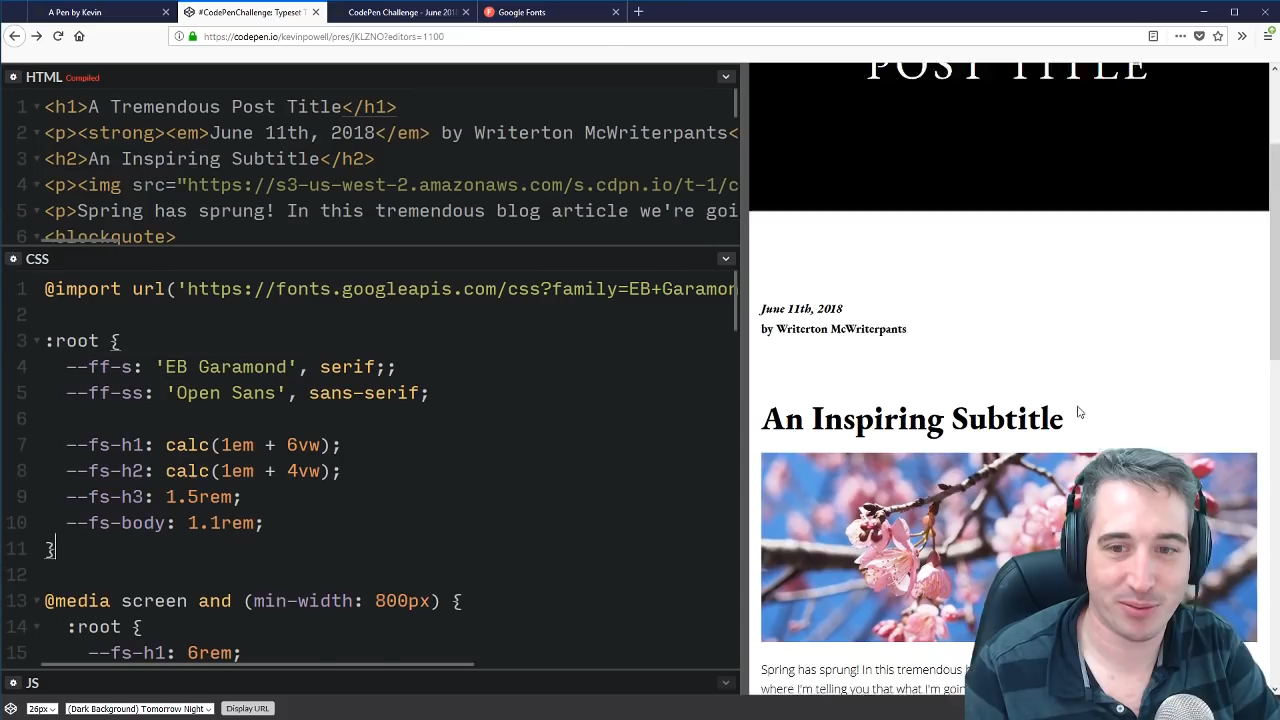 A Pen by Kevin
#CodePenChallenge: Typeset T
CodePen Challenge - June 2018
Google Fonts
https://codepen.io/kevinpowell/pres/jKLZNO?editors=1100
HTML Compiled
1 <h1>A Tremendous Post Title</h1>
2 <p><strong><em>June 11th, 2018</em> by Writerton McWriterpants<
3 <h2>An Inspiring Subtitle</h2>
4 <p><img src="https://s3-us-west-2.amazonaws.com/s.cdpn.io/t-1/c
5 <p>Spring has sprung! In this tremendous blog article we're goi
6 <blockquote>
CSS
1 @import url('https://fonts.googleapis.com/css?family=EB+Garamon
2
3 :root {
4 --ff-s: 'EB Garamond', serif;;
5 --ff-ss: 'Open Sans', sans-serif;
6
7 --fs-h1: calc(1em + 6vw);
8 --fs-h2: calc(1em + 4vw);
9 --fs-h3: 1.5rem;
10 --fs-body: 1.1rem;
11 }
12
13 @media screen and (min-width: 800px) {
14 :root {
15 --fs-h1: 6rem;
JS
26px
(Dark Background) Tomorrow Night
Display URL
POST TITLE
June 11th, 2018
by Writerton McWriterpants
An Inspiring Subtitle
Spring has sprung! In this tremendous
where I'm telling you that what I'm going